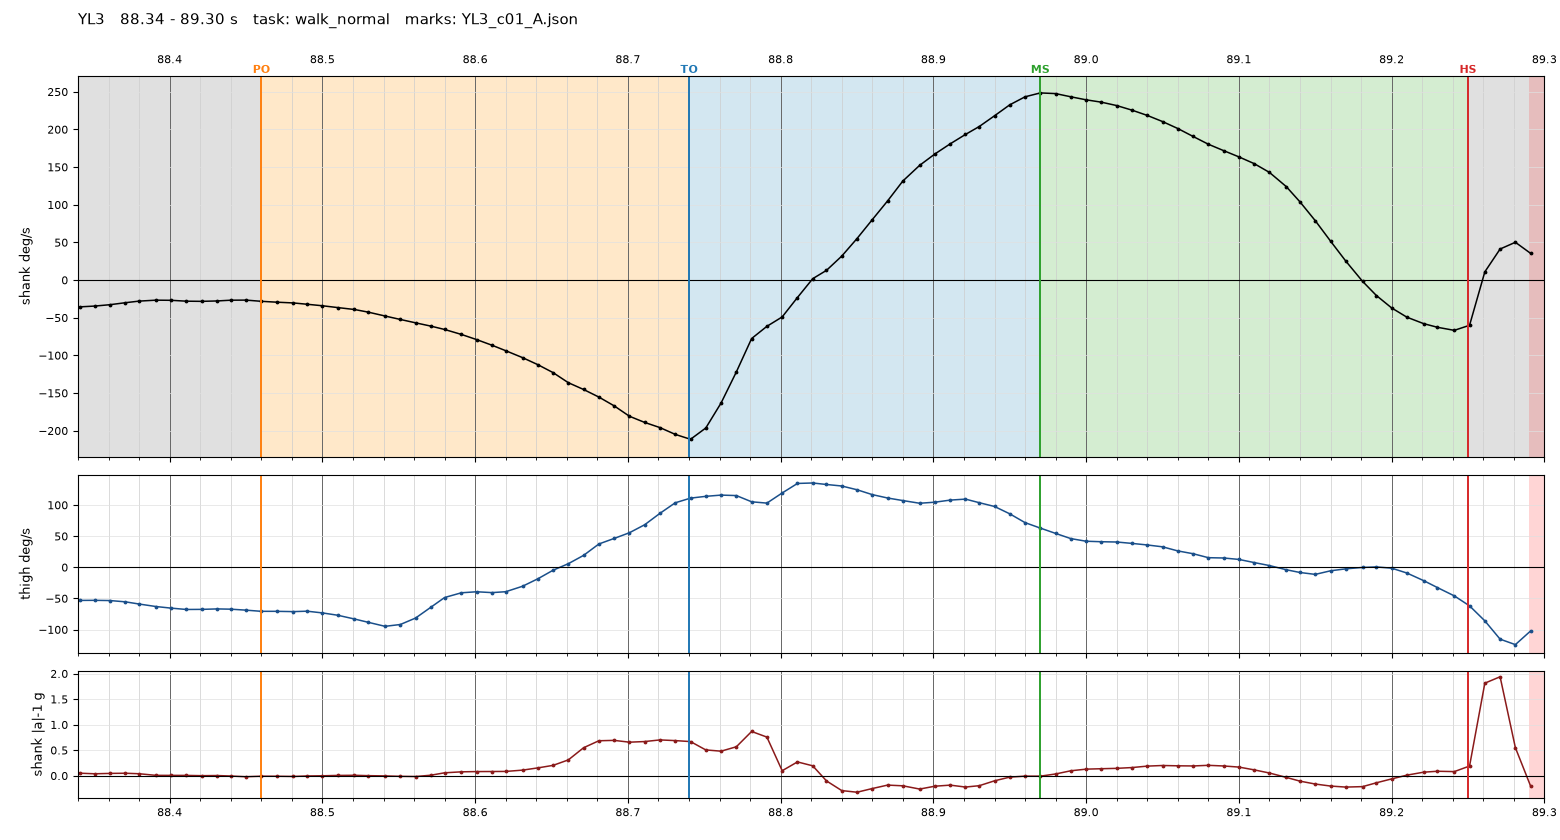 YL3   88.34 - 89.30 s   task: walk_normal   marks: YL3_c01_A.json
88.4 88.5 88.6 88.7 88.8 88.9 89.0 89.1 89.2 89.3
PO TO MS HS
shank deg/s
250
200
150
100
50
0
−50
−100
−150
−200
thigh deg/s
100
50
0
−50
−100
shank |a|-1 g
2.0
1.5
1.0
0.5
0.0
88.4 88.5 88.6 88.7 88.8 88.9 89.0 89.1 89.2 89.3